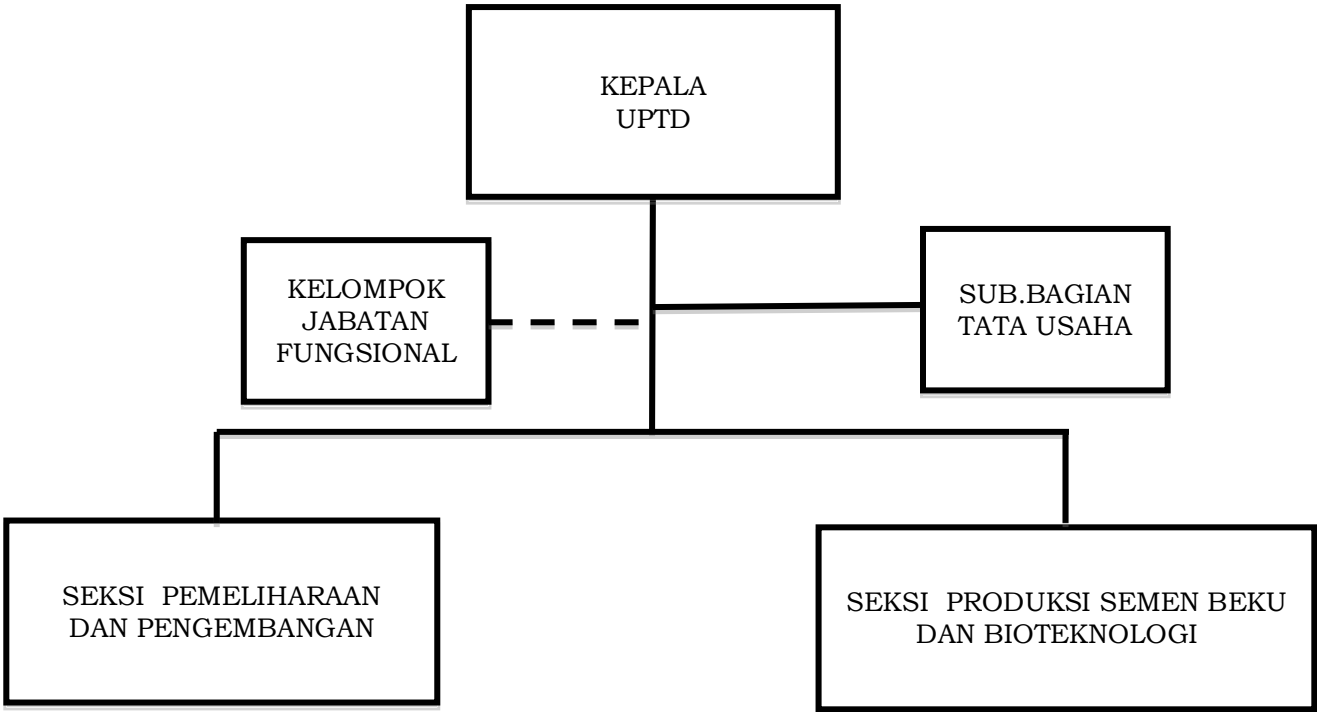 KEPALA
UPTD
KELOMPOK
JABATAN
FUNGSIONAL
SUB.BAGIAN
TATA USAHA
SEKSI  PEMELIHARAAN
DAN PENGEMBANGAN
SEKSI  PRODUKSI SEMEN BEKU
DAN BIOTEKNOLOGI